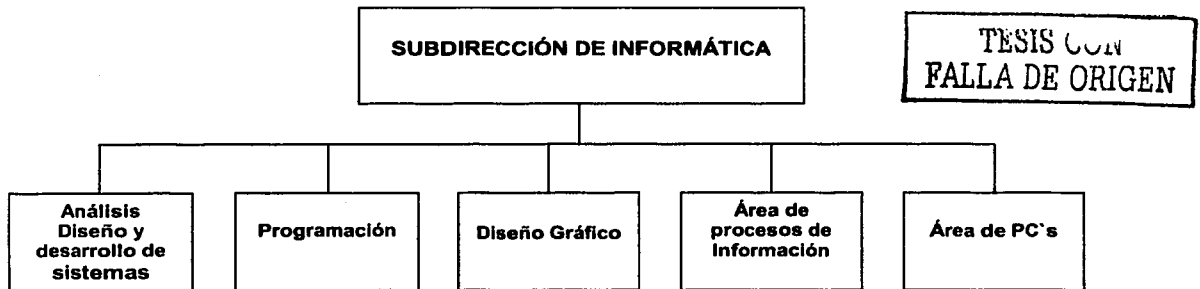 SUBDIRECCIÓN DE INFORMÁTICA
TESIS CON
FALLA DE ORIGEN
Análisis
Diseño y
desarrollo de
sistemas
Programación
Diseño Gráfico
Área de
procesos de
Información
Área de PC`s